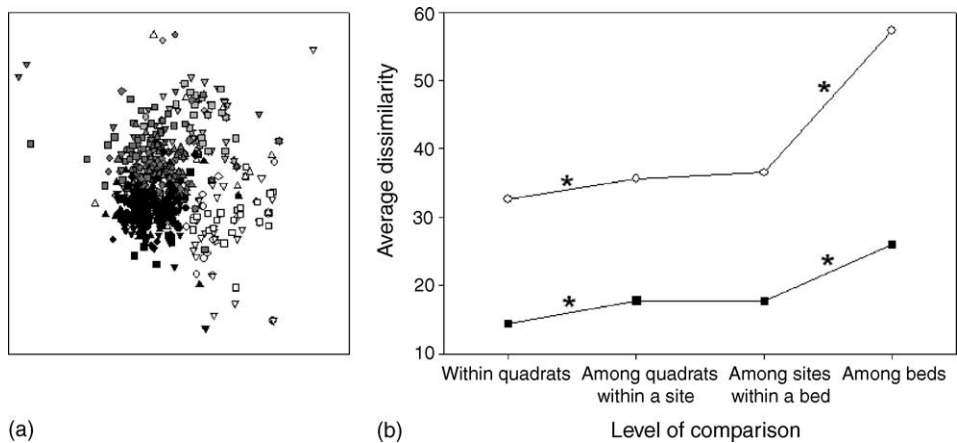 60
50
40
30
20
10
Average dissimilarity
*
*
*
*
Within quadrats
Among quadrats
within a site
Among sites
within a bed
Among beds
(a)
(b)
Level of comparison